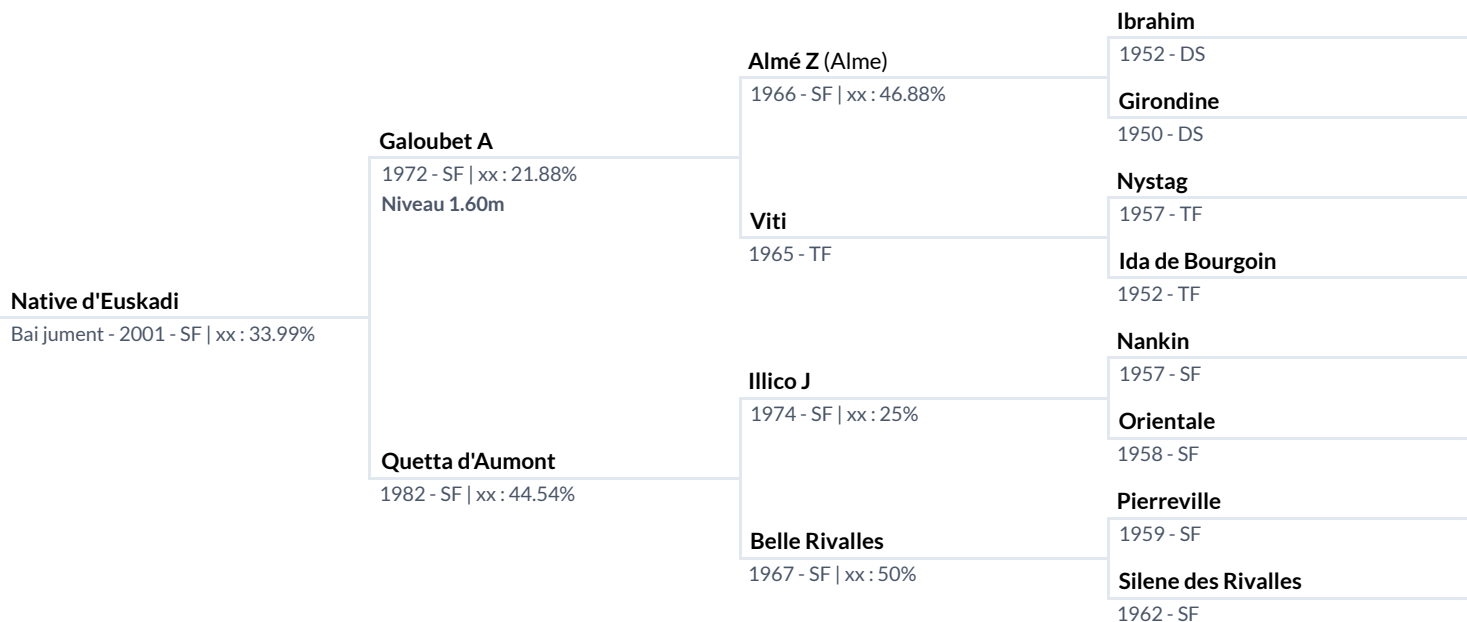 Ibrahim
1952 - DS
Almé Z (Alme)
1966 - SF | xx : 46.88%
Girondine
1950 - DS
Galoubet A
1972 - SF | xx : 21.88%
Niveau 1.60m
Nystag
1957 - TF
Viti
1965 - TF
Ida de Bourgoin
1952 - TF
Native d'Euskadi
Bai jument - 2001 - SF | xx : 33.99%
Nankin
1957 - SF
Illico J
1974 - SF | xx : 25%
Orientale
1958 - SF
Quetta d'Aumont
1982 - SF | xx : 44.54%
Pierreville
1959 - SF
Belle Rivalles
1967 - SF | xx : 50%
Silene des Rivalles
1962 - SF